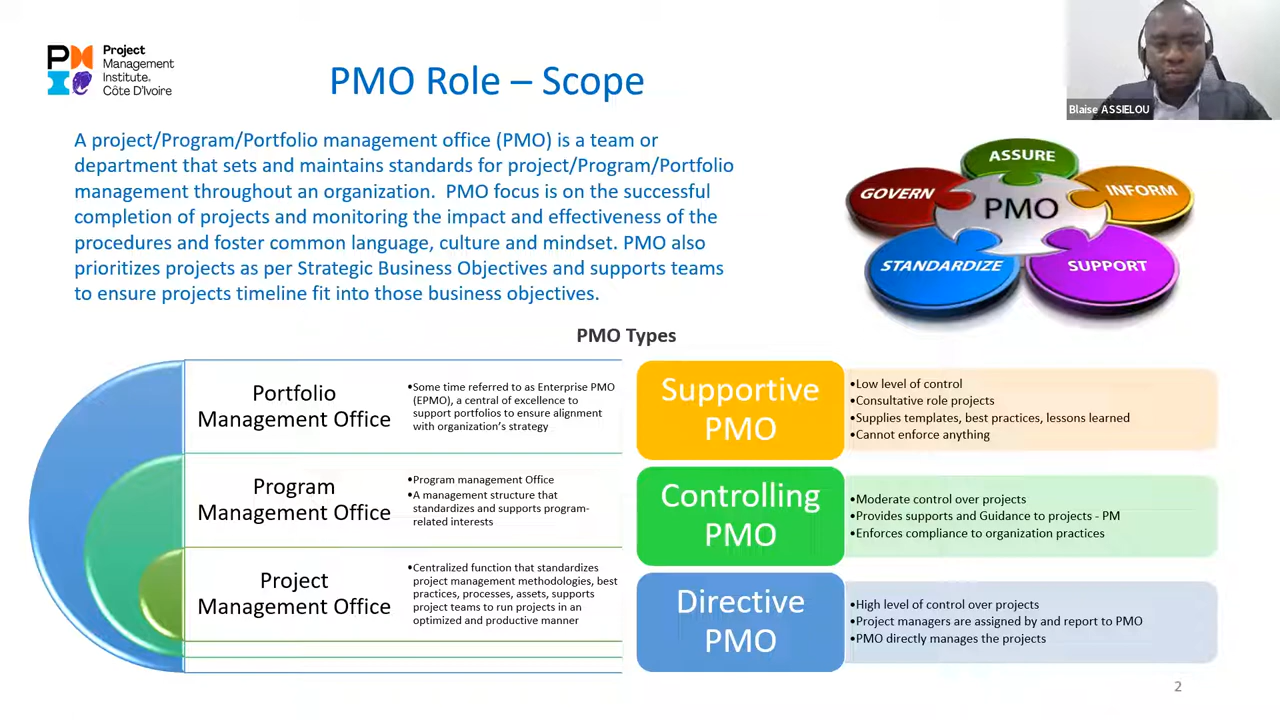 Project
Management
Institute.
Côte D'Ivoire
PMO Role – Scope
Blaise ASSIELOU
A project/Program/Portfolio management office (PMO) is a team or
department that sets and maintains standards for project/Program/Portfolio
management throughout an organization. PMO focus is on the successful
completion of projects and monitoring the impact and effectiveness of the
procedures and foster common language, culture and mindset. PMO also
prioritizes projects as per Strategic Business Objectives and supports teams
to ensure projects timeline fit into those business objectives.
ASSURE
GOVERN
INFORM
PMO
STANDARDIZE
SUPPORT
PMO Types
Portfolio
Management Office
•Some time referred to as Enterprise PMO
(EPMO), a central of excellence to
support portfolios to ensure alignment
with organization's strategy
Program
Management Office
•Program management Office
•A management structure that
standardizes and supports program-
related interests
Project
Management Office
•Centralized function that standardizes
project management methodologies, best
practices, processes, assets, supports
project teams to run projects in an
optimized and productive manner
Supportive
PMO
•Low level of control
•Consultative role projects
•Supplies templates, best practices, lessons learned
•Cannot enforce anything
Controlling
PMO
•Moderate control over projects
•Provides supports and Guidance to projects - PM
•Enforces compliance to organization practices
Directive
PMO
•High level of control over projects
•Project managers are assigned by and report to PMO
•PMO directly manages the projects
2